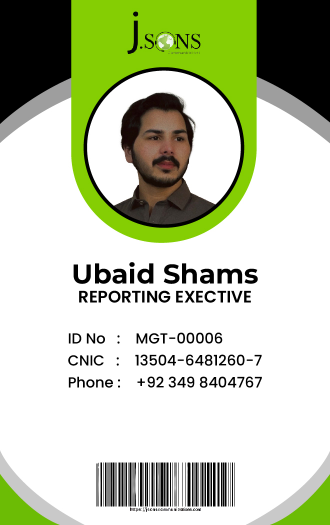 j.SONS
Ubaid Shams
REPORTING EXECTIVE
ID No : MGT-00006
CNIC : 13504-6481260-7
Phone : +92 349 8404767